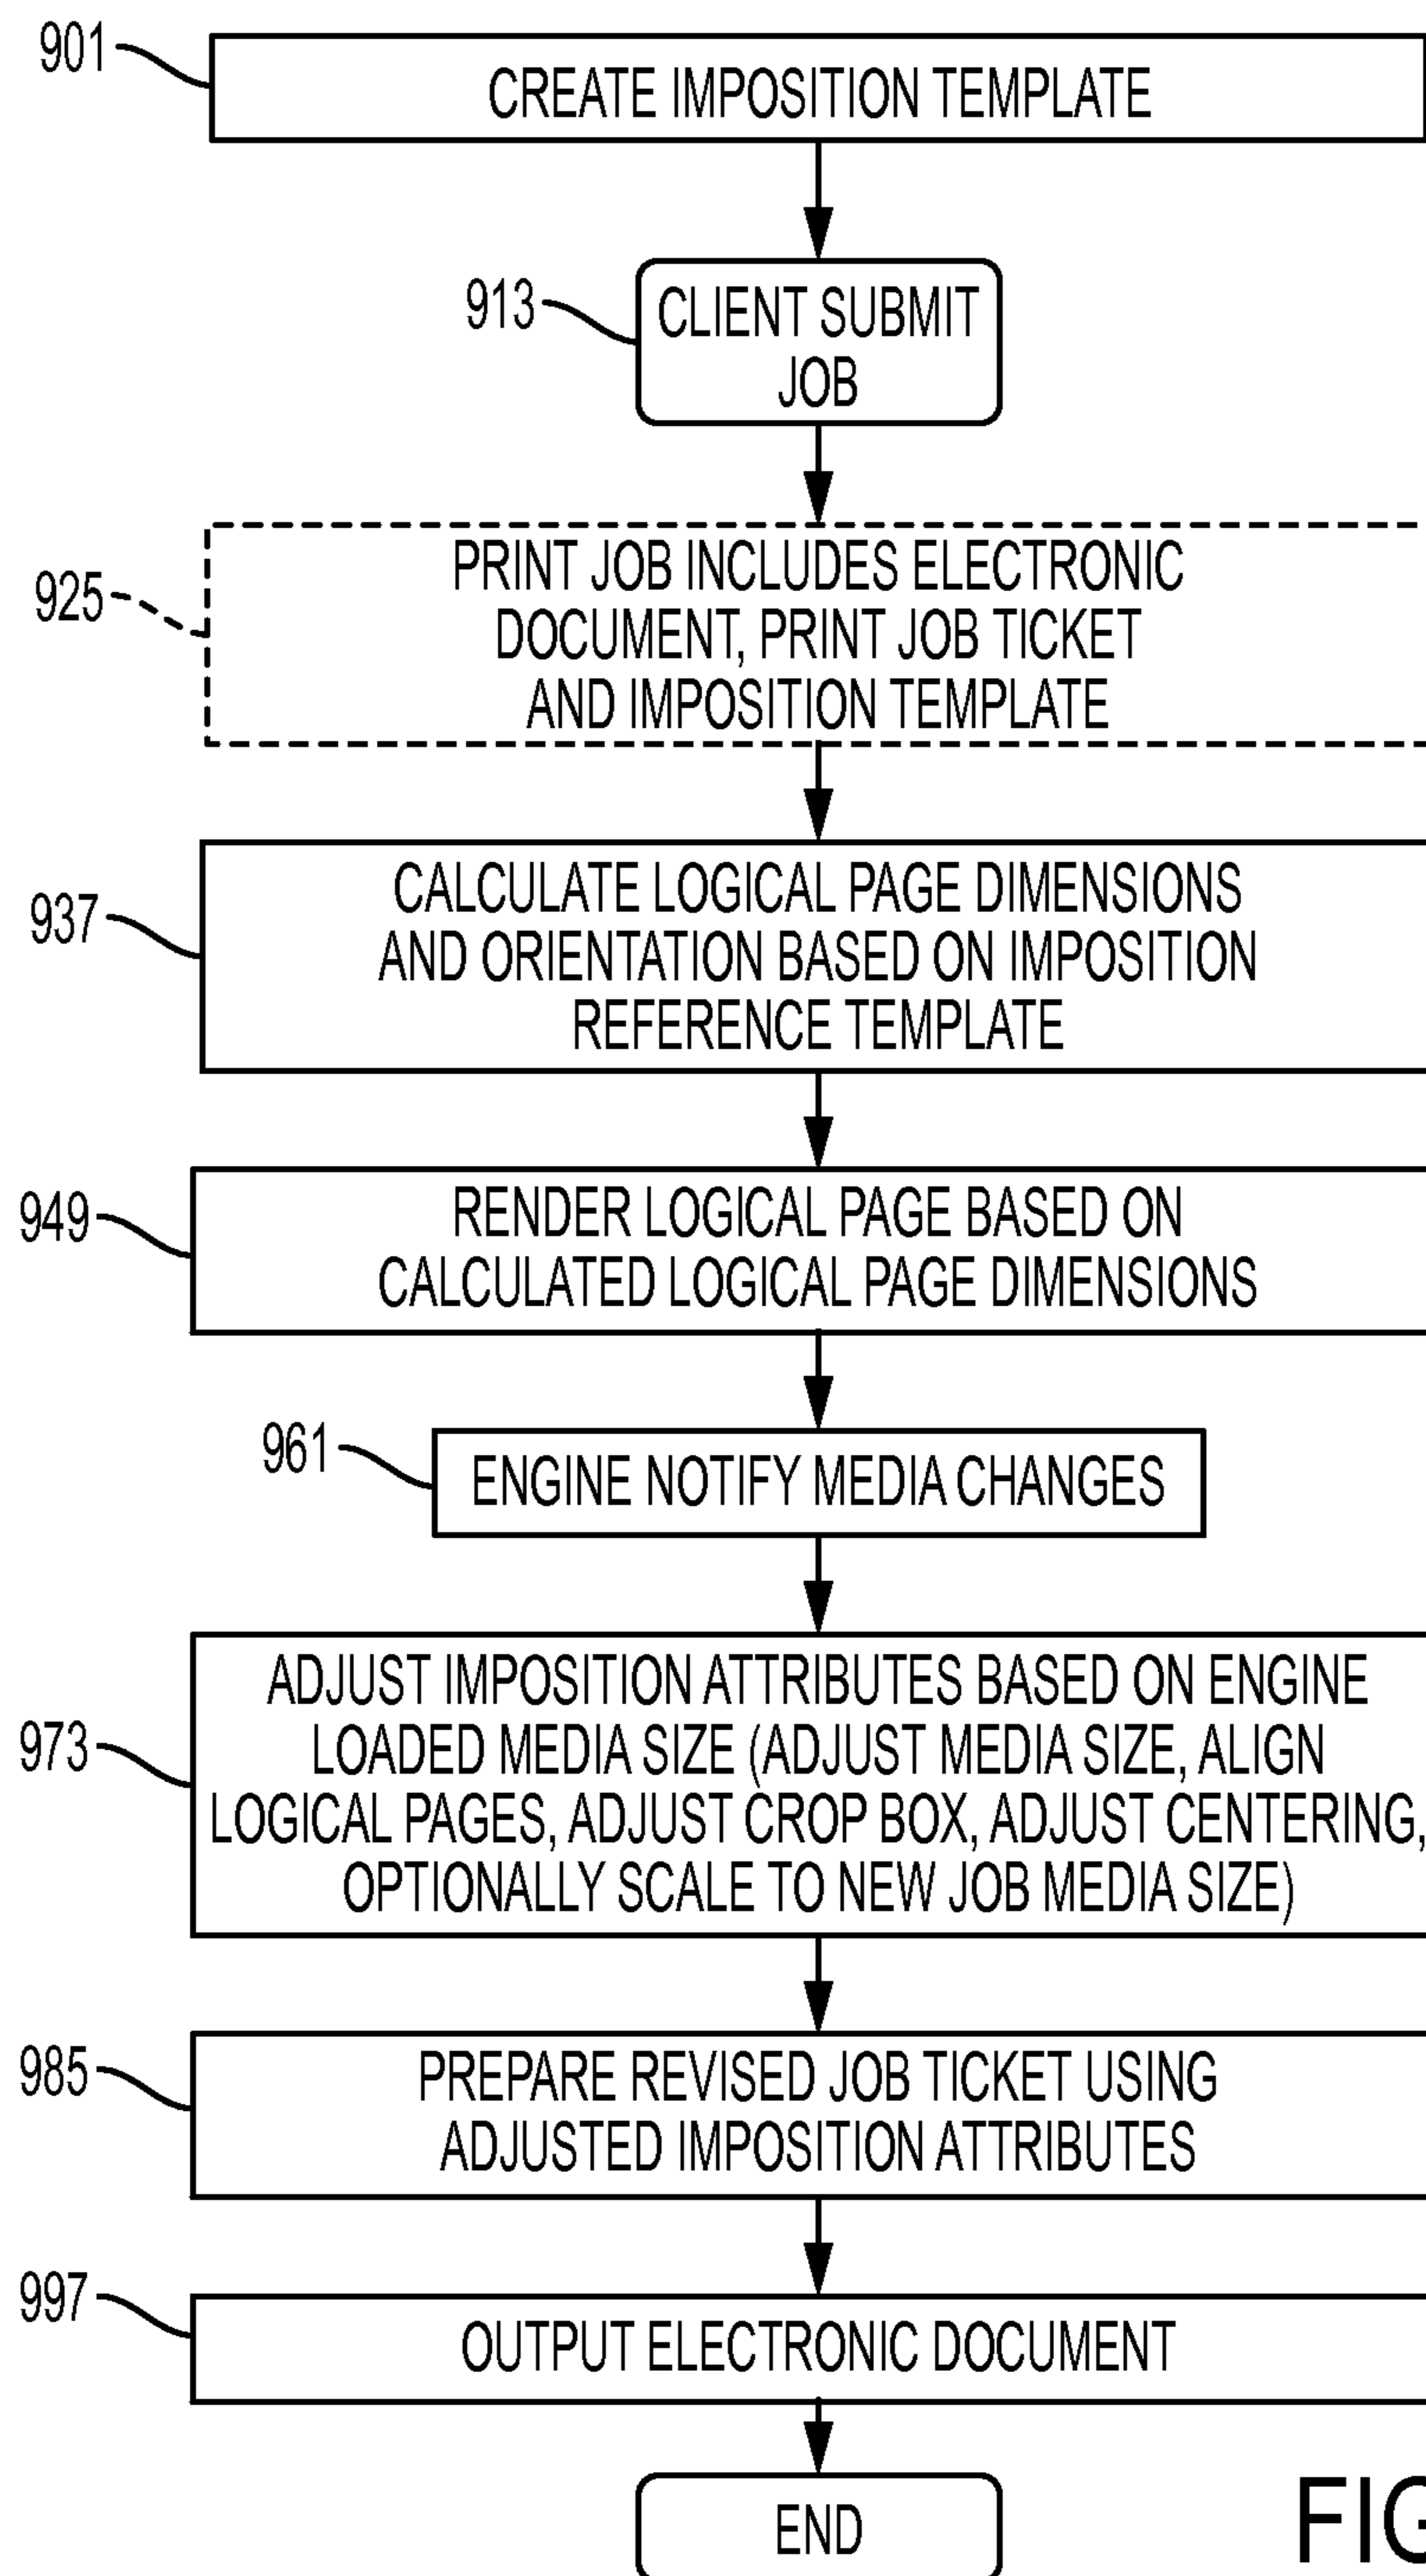 901
CREATE IMPOSITION TEMPLATE
913
CLIENT SUBMIT
JOB
925
PRINT JOB INCLUDES ELECTRONIC
DOCUMENT, PRINT JOB TICKET
AND IMPOSITION TEMPLATE
937
CALCULATE LOGICAL PAGE DIMENSIONS
AND ORIENTATION BASED ON IMPOSITION
REFERENCE TEMPLATE
949
RENDER LOGICAL PAGE BASED ON
CALCULATED LOGICAL PAGE DIMENSIONS
961
ENGINE NOTIFY MEDIA CHANGES
973
ADJUST IMPOSITION ATTRIBUTES BASED ON ENGINE
LOADED MEDIA SIZE (ADJUST MEDIA SIZE, ALIGN
LOGICAL PAGES, ADJUST CROP BOX, ADJUST CENTERING,
OPTIONALLY SCALE TO NEW JOB MEDIA SIZE)
985
PREPARE REVISED JOB TICKET USING
ADJUSTED IMPOSITION ATTRIBUTES
997
OUTPUT ELECTRONIC DOCUMENT
END
FIG